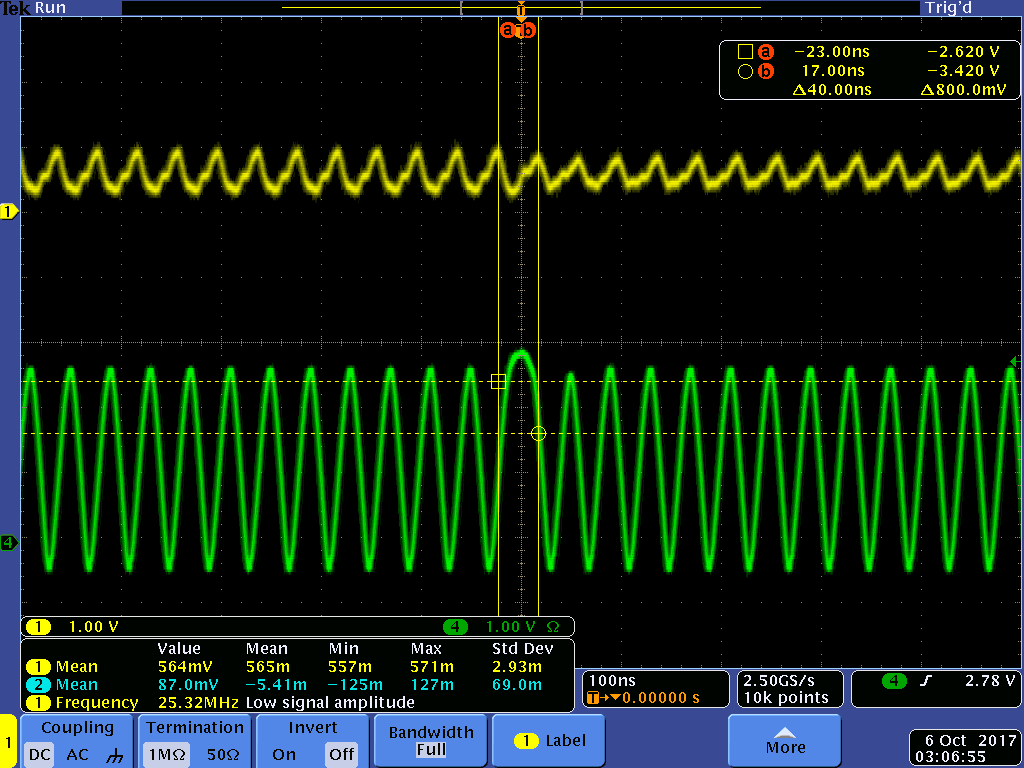 Tek Run Trig'd
T
a T b
a −23.00ns −2.620 V
b 17.00ns −3.420 V
Δ40.00ns Δ800.0mV
1
4
1 1.00 V 4 1.00 V Ω
Value Mean Min Max Std Dev
1 Mean 564mV 565m 557m 571m 2.93m
2 Mean 87.0mV −5.41m −125m 127m 69.0m
1 Frequency 25.32MHz Low signal amplitude
100ns
T→▼0.00000 s
2.50GS/s
10k points
4 2.78 V
1
Coupling
DC AC
Termination
1MΩ 50Ω
Invert
On Off
Bandwidth
Full
1 Label
More
6 Oct 2017
03:06:55